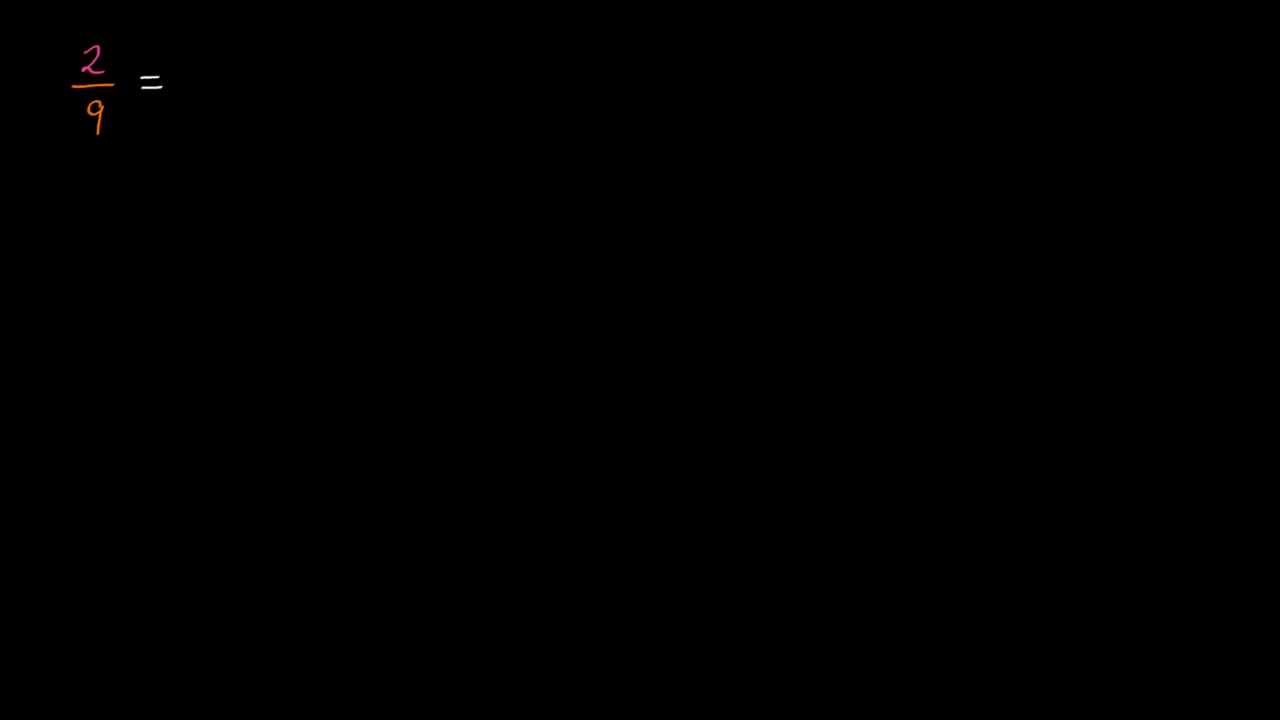 2/9 =